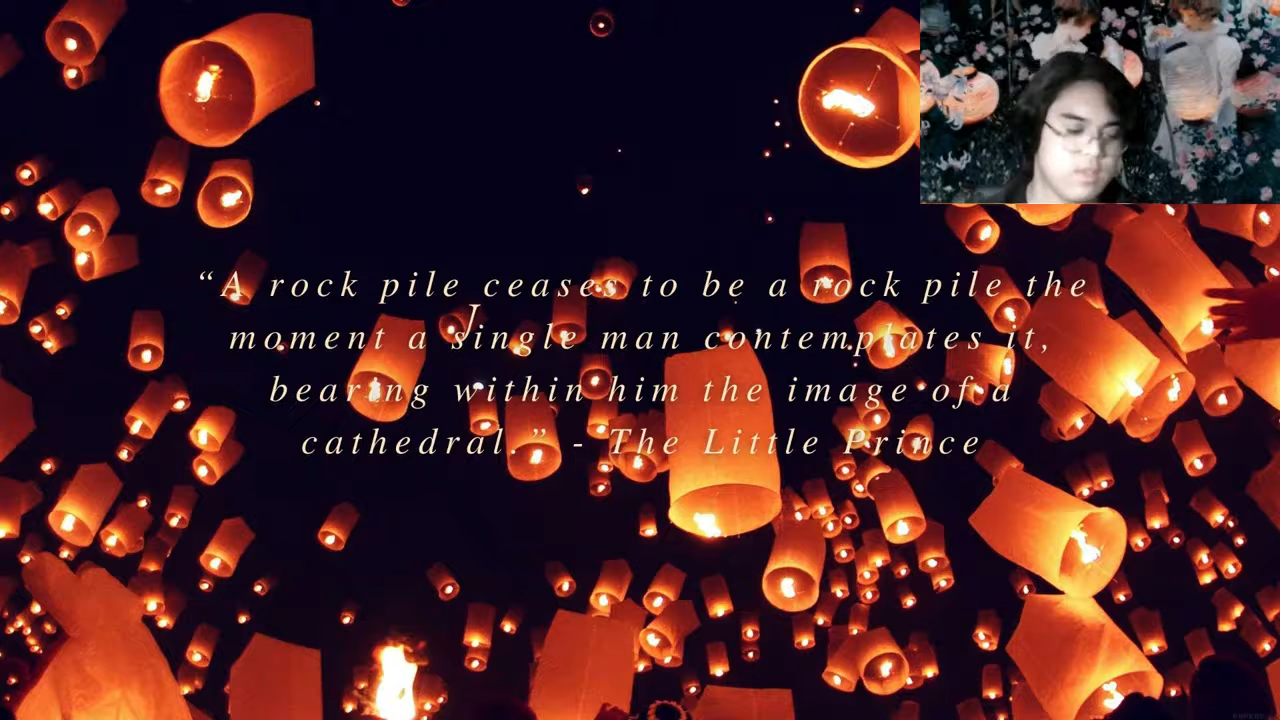 “A rock pile ceases to be a rock pile the
moment a single man contemplates it,
bearing within him the image of a
cathedral.” - The Little Prince